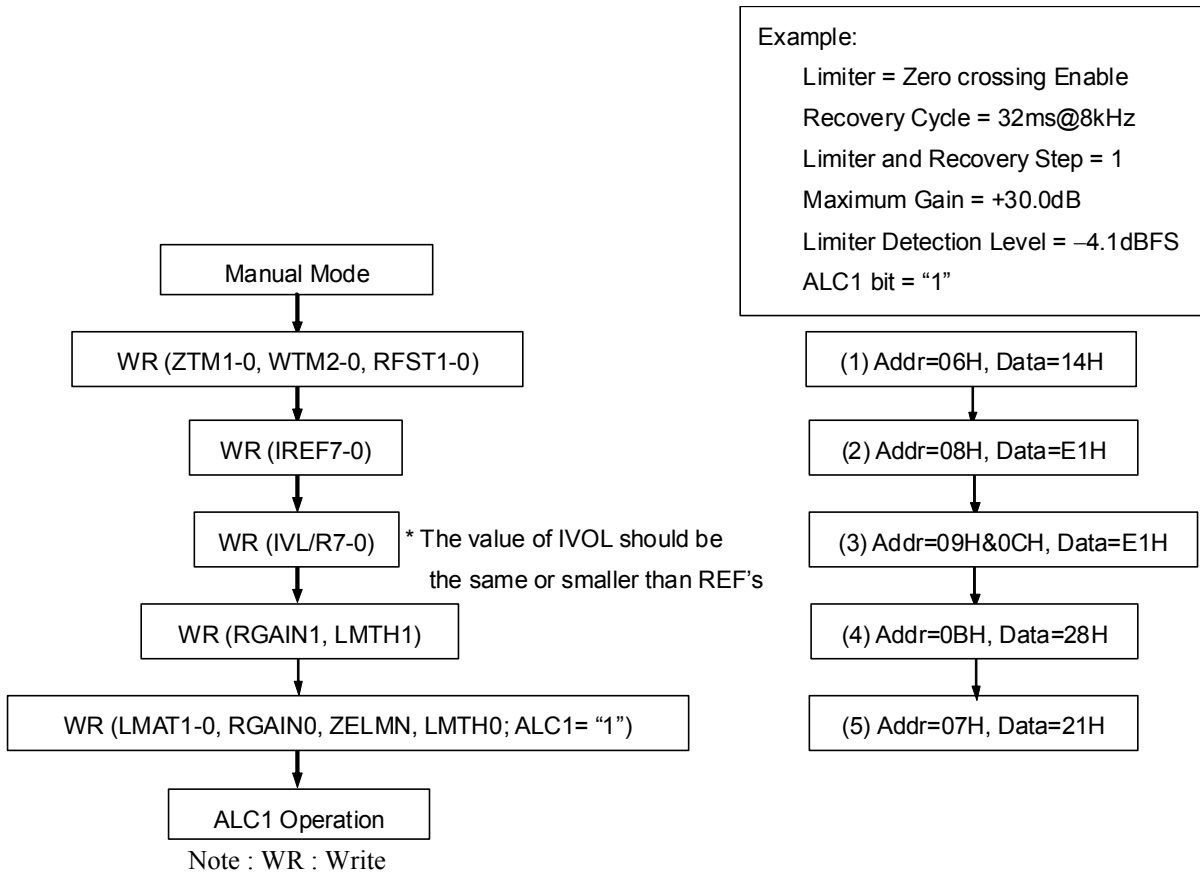 Example:
Limiter = Zero crossing Enable
Recovery Cycle = 32ms@8kHz
Limiter and Recovery Step = 1
Maximum Gain = +30.0dB
Limiter Detection Level = −4.1dBFS
ALC1 bit = “1”
Manual Mode
WR (ZTM1-0, WTM2-0, RFST1-0)
WR (IREF7-0)
WR (IVL/R7-0)
* The value of IVOL should be
the same or smaller than REF’s
WR (RGAIN1, LMTH1)
WR (LMAT1-0, RGAIN0, ZELMN, LMTH0; ALC1= “1”)
ALC1 Operation
Note : WR : Write
(1) Addr=06H, Data=14H
(2) Addr=08H, Data=E1H
(3) Addr=09H&0CH, Data=E1H
(4) Addr=0BH, Data=28H
(5) Addr=07H, Data=21H